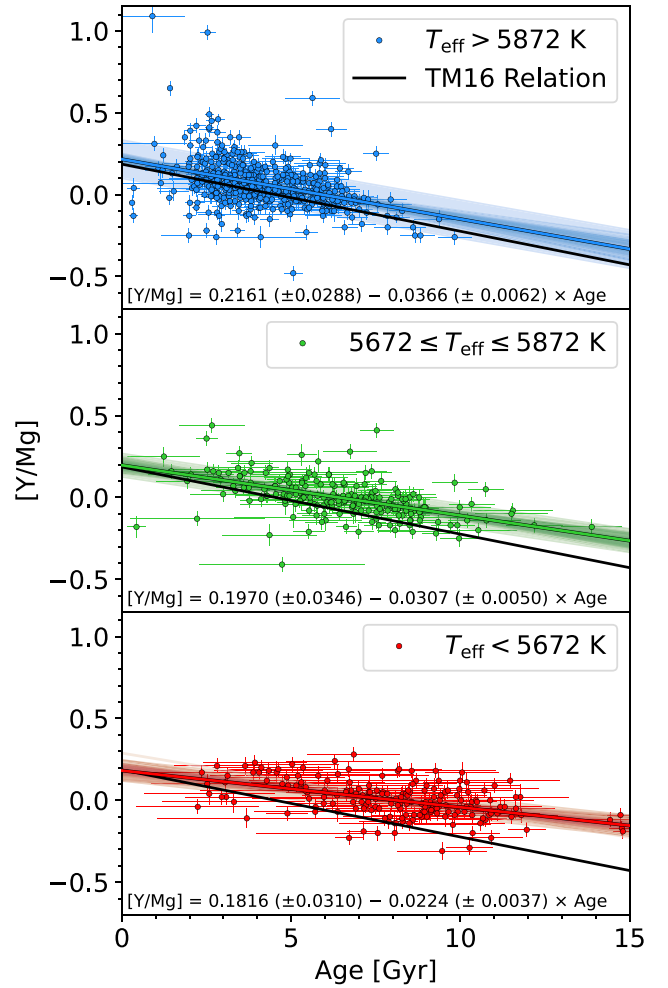 1.0
0.5
0.0
−0.5
T_eff > 5872 K
TM16 Relation
[Y/Mg] = 0.2161 (±0.0288) − 0.0366 (± 0.0062) × Age
1.0
0.5
0.0
−0.5
5672 ≤ T_eff ≤ 5872 K
[Y/Mg] = 0.1970 (±0.0346) − 0.0307 (± 0.0050) × Age
[Y/Mg]
1.0
0.5
0.0
−0.5
T_eff < 5672 K
[Y/Mg] = 0.1816 (±0.0310) − 0.0224 (± 0.0037) × Age
0 5 10 15
Age [Gyr]